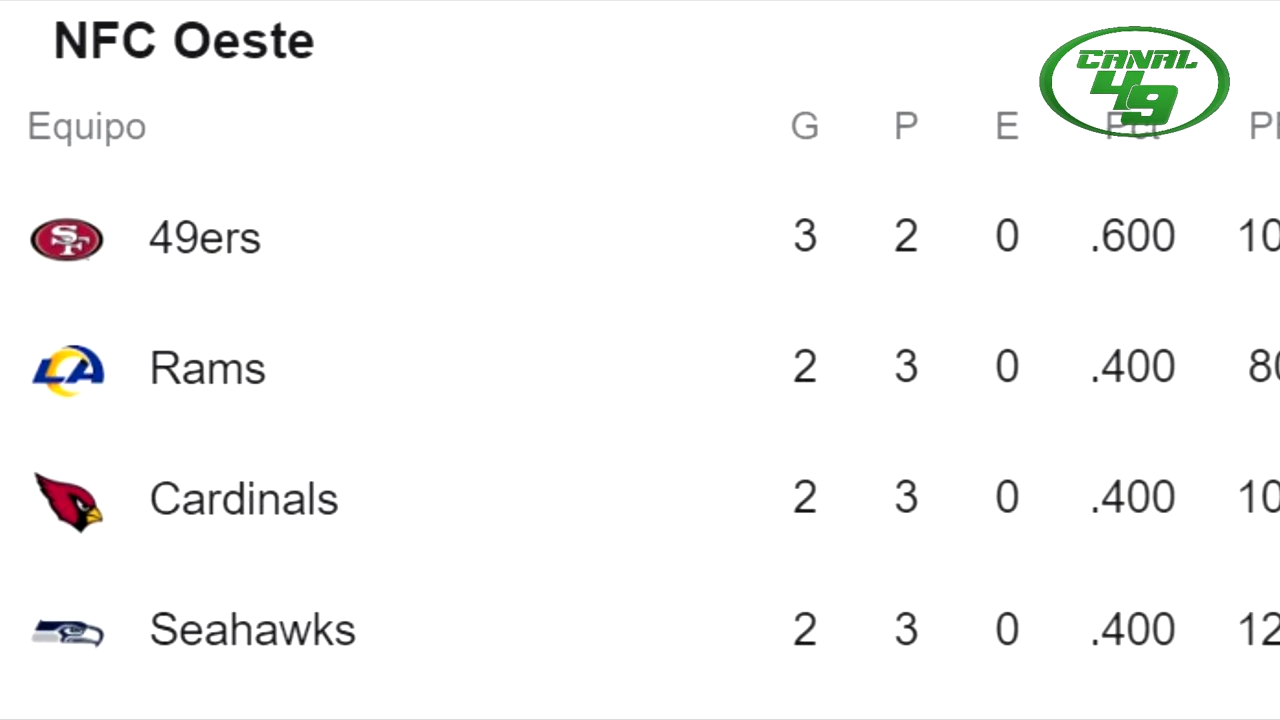 NFC Oeste
CANAL
49
Equipo G P E Pct
49ers 3 2 0 .600
Rams 2 3 0 .400
Cardinals 2 3 0 .400
Seahawks 2 3 0 .400